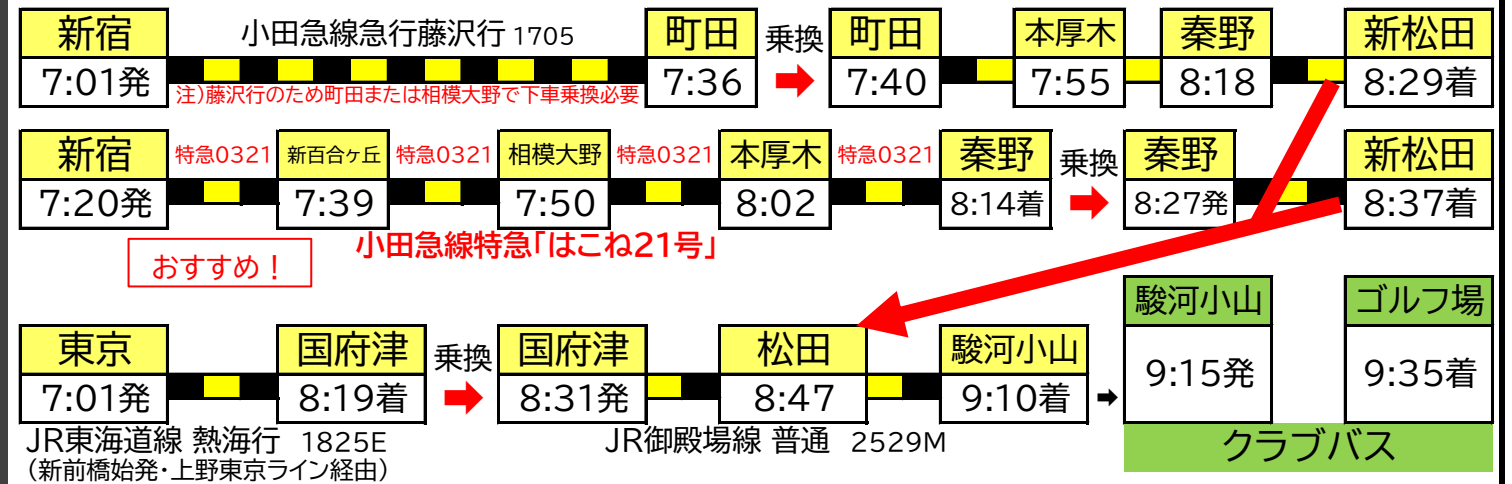 新宿 小田急線急行藤沢行 1705 町田 乗換 町田 本厚木 秦野 新松田
7:01発 7:36 7:40 7:55 8:18 8:29着
注)藤沢行のため町田または相模大野で下車乗換必要
新宿 特急0321 新百合ヶ丘 特急0321 相模大野 特急0321 本厚木 特急0321 秦野 乗換 秦野 新松田
7:20発 7:39 7:50 8:02 8:14着 8:27発 8:37着
小田急線特急「はこね21号」
おすすめ！
駿河小山 ゴルフ場
東京 国府津 乗換 国府津 松田 駿河小山
9:15発 9:35着
7:01発 8:19着 8:31発 8:47 9:10着
JR東海道線 熱海行 1825E JR御殿場線 普通 2529M クラブバス
(新前橋始発・上野東京ライン経由)